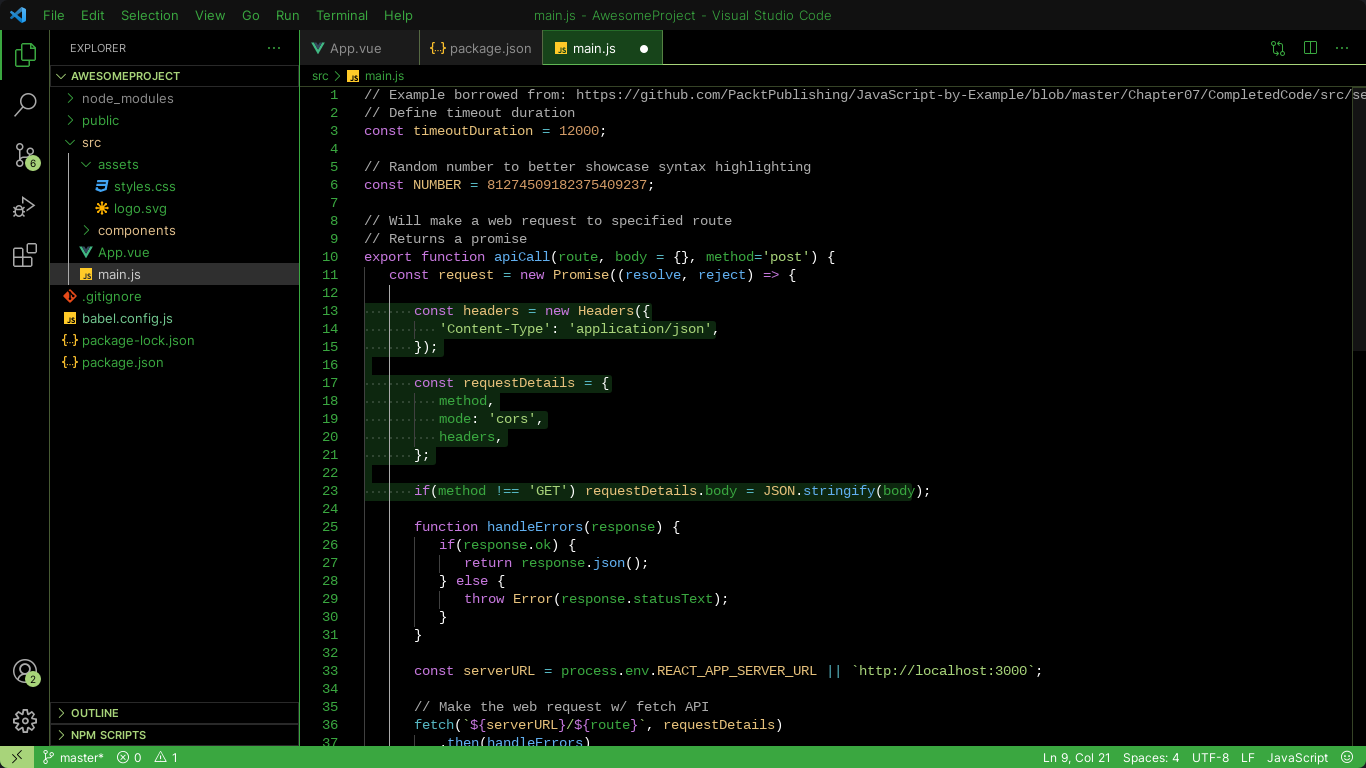 File Edit Selection View Go Run Terminal Help
main.js - AwesomeProject - Visual Studio Code
EXPLORER
AWESOMEPROJECT
node_modules
public
src
assets
styles.css
logo.svg
components
App.vue
main.js
.gitignore
babel.config.js
package-lock.json
package.json
OUTLINE
NPM SCRIPTS
6
2
App.vue
package.json
main.js
src > main.js
1 // Example borrowed from: https://github.com/PacktPublishing/JavaScript-by-Example/blob/master/Chapter07/CompletedCode/src/se
2 // Define timeout duration
3 const timeoutDuration = 12000;
4
5 // Random number to better showcase syntax highlighting
6 const NUMBER = 81274509182375409237;
7
8 // Will make a web request to specified route
9 // Returns a promise
10 export function apiCall(route, body = {}, method='post') {
11 const request = new Promise((resolve, reject) => {
12
13 const headers = new Headers({
14 'Content-Type': 'application/json',
15 });
16
17 const requestDetails = {
18 method,
19 mode: 'cors',
20 headers,
21 };
22
23 if(method !== 'GET') requestDetails.body = JSON.stringify(body);
24
25 function handleErrors(response) {
26 if(response.ok) {
27 return response.json();
28 } else {
29 throw Error(response.statusText);
30 }
31 }
32
33 const serverURL = process.env.REACT_APP_SERVER_URL || `http://localhost:3000`;
34
35 // Make the web request w/ fetch API
36 fetch(`${serverURL}/${route}`, requestDetails)
37 .then(handleErrors)
master* 0 1
Ln 9, Col 21 Spaces: 4 UTF-8 LF JavaScript